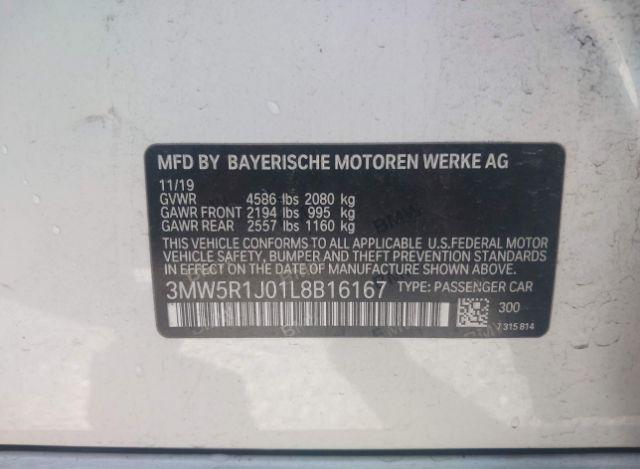 MFD BY BAYERISCHE MOTOREN WERKE AG
11/19
GVWR 4586 lbs 2080 kg
GAWR FRONT 2194 lbs 995 kg
GAWR REAR 2557 lbs 1160 kg
THIS VEHICLE CONFORMS TO ALL APPLICABLE U.S.FEDERAL MOTOR
VEHICLE SAFETY, BUMPER, AND THEFT PREVENTION STANDARDS
IN EFFECT ON THE DATE OF MANUFACTURE SHOWN ABOVE.
3MW5R1J01L8B16167 TYPE: PASSENGER CAR
300
7 315 814